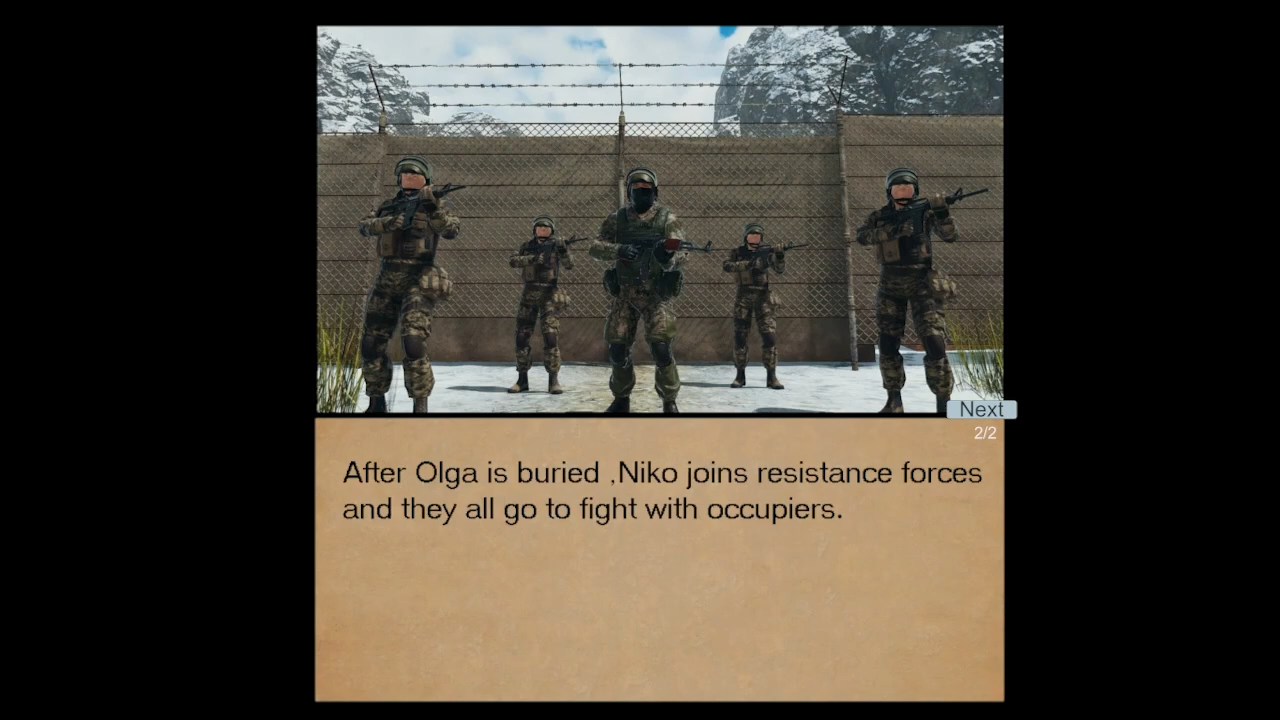 Next
2/2
After Olga is buried ,Niko joins resistance forces
and they all go to fight with occupiers.